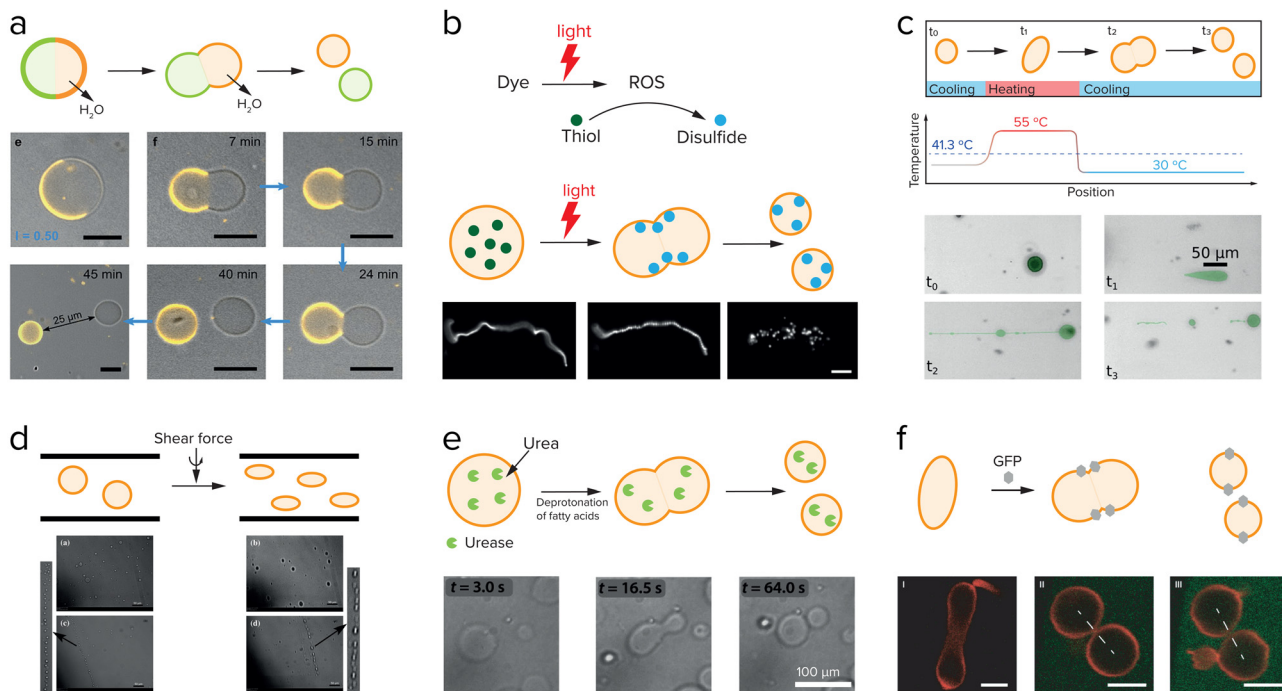 a
H₂O
H₂O
e
f
7 min
15 min
I = 0.50
45 min
40 min
24 min
25 µm
b
light
Dye
ROS
Thiol
Disulfide
light
c
t₀
t₁
t₂
t₃
Cooling
Heating
Cooling
Temperature
55 ºC
41.3 ºC
30 ºC
Position
t₀
50 µm
t₁
t₂
t₃
d
Shear force
(a)
(b)
(c)
(d)
e
Urea
Deprotonation
of fatty acids
Urease
t = 3.0 s
t = 16.5 s
t = 64.0 s
100 µm
f
GFP
I
II
III